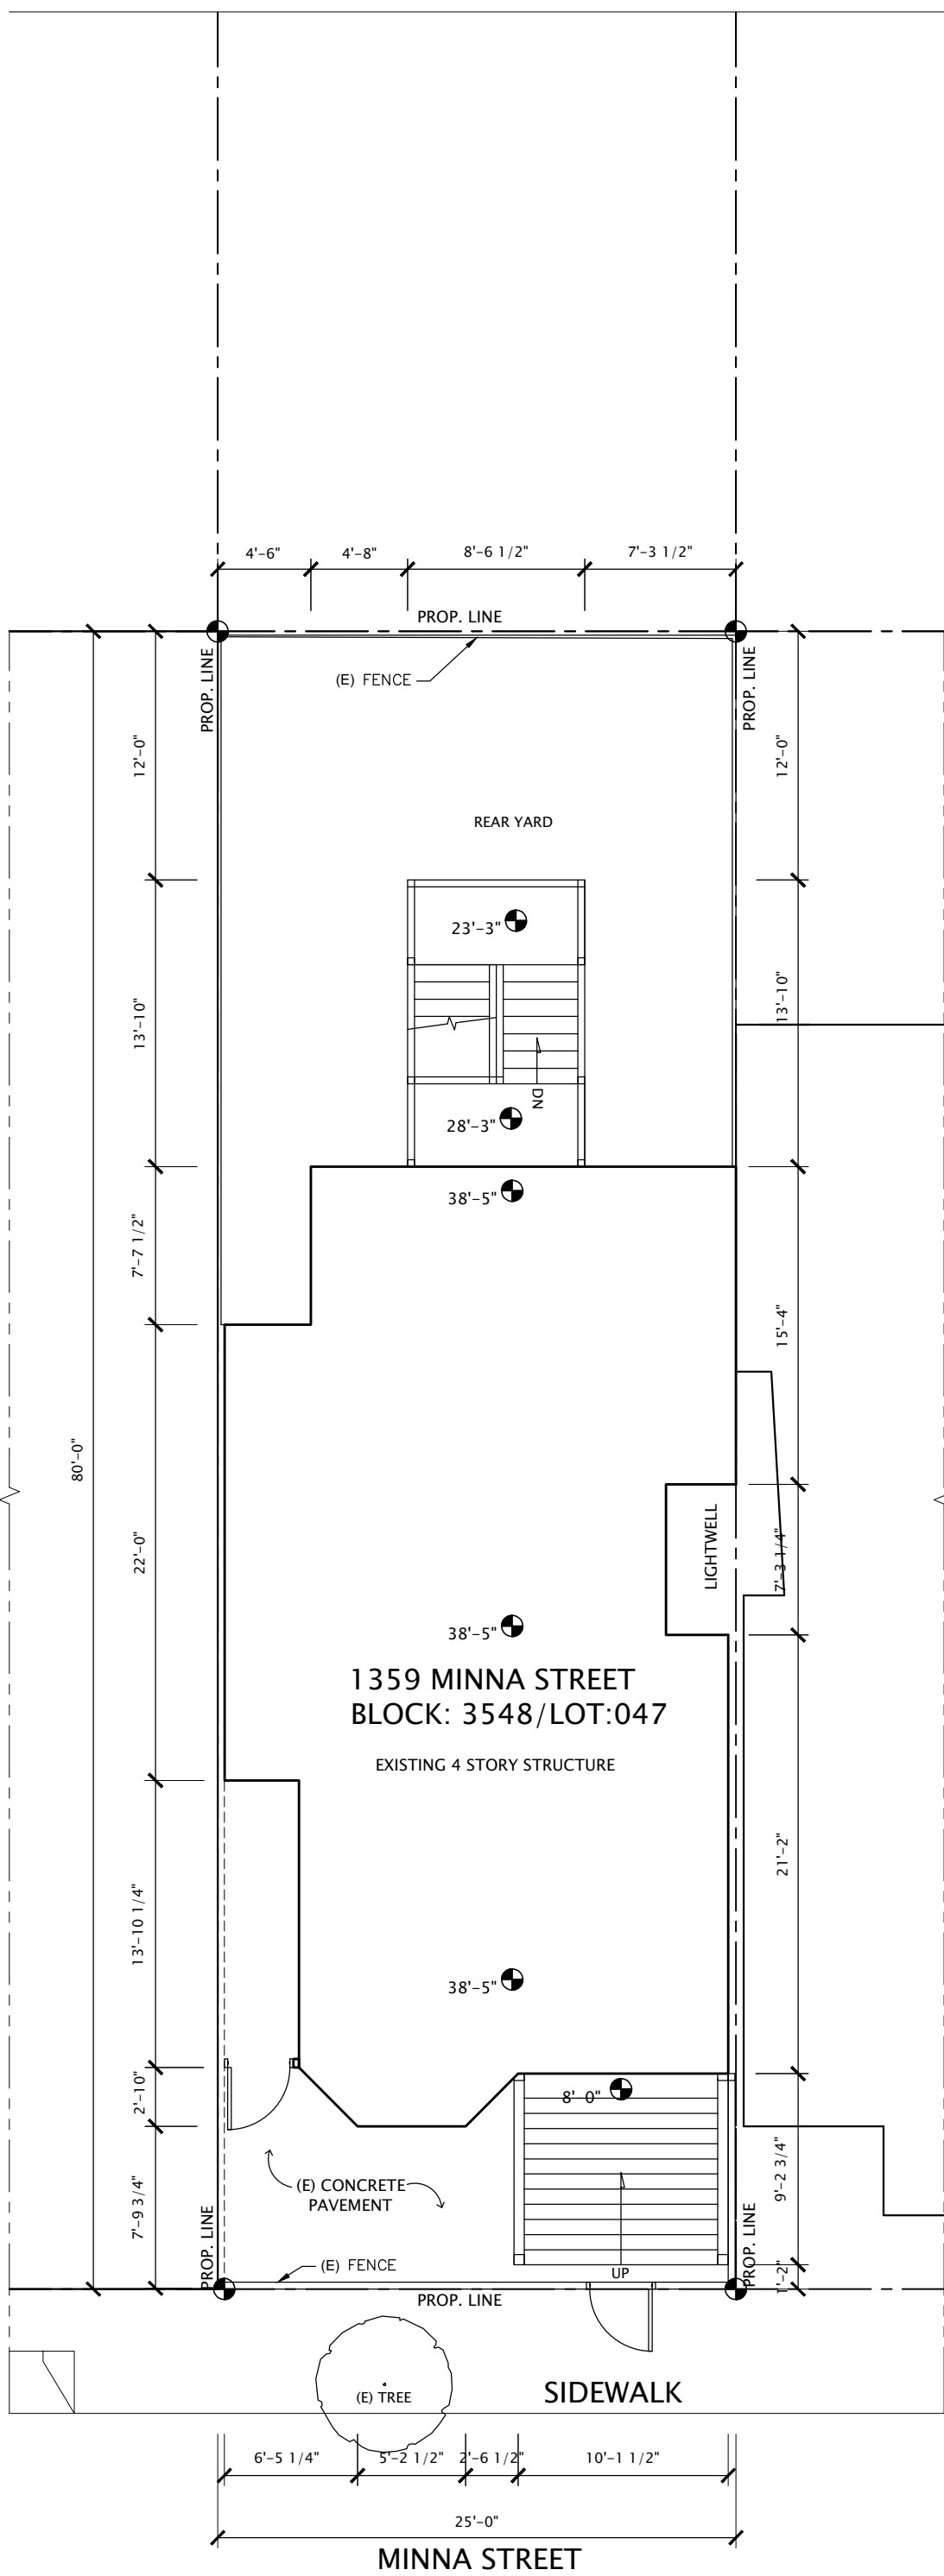 4'-6"
4'-8"
8'-6 1/2"
7'-3 1/2"
PROP. LINE
PROP. LINE
PROP. LINE
(E) FENCE
12'-0"
12'-0"
REAR YARD
23'-3"
13'-10"
13'-10"
DN
28'-3"
38'-5"
7'-7 1/2"
15'-4"
80'-0"
22'-0"
LIGHTWELL
7'-3 1/4"
38'-5"
1359 MINNA STREET
BLOCK: 3548/LOT:047
EXISTING 4 STORY STRUCTURE
21'-2"
13'-10 1/4"
38'-5"
2'-10"
8'-0"
9'-2 3/4"
(E) CONCRETE
PAVEMENT
7'-9 3/4"
PROP. LINE
PROP. LINE
(E) FENCE
UP
1'-2"
PROP. LINE
(E) TREE
SIDEWALK
6'-5 1/4"
5'-2 1/2"
2'-6 1/2"
10'-1 1/2"
25'-0"
MINNA STREET